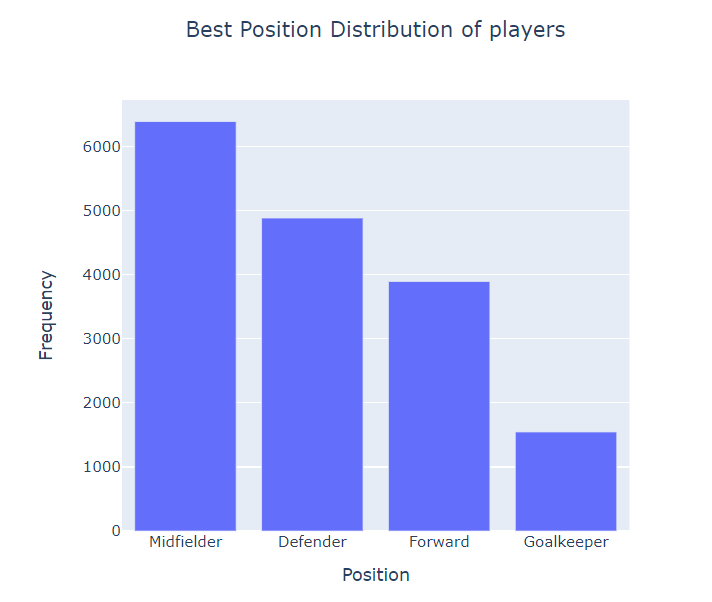 Best Position Distribution of players
6000
5000
4000
3000
2000
1000
0
Frequency
Midfielder Defender Forward Goalkeeper
Position